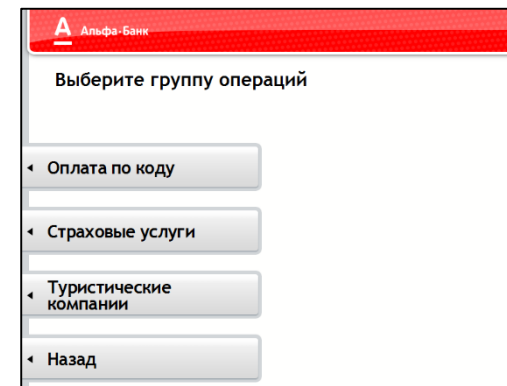 А Альфа-Банк
Выберите группу операций
Оплата по коду
Страховые услуги
Туристические
компании
Назад